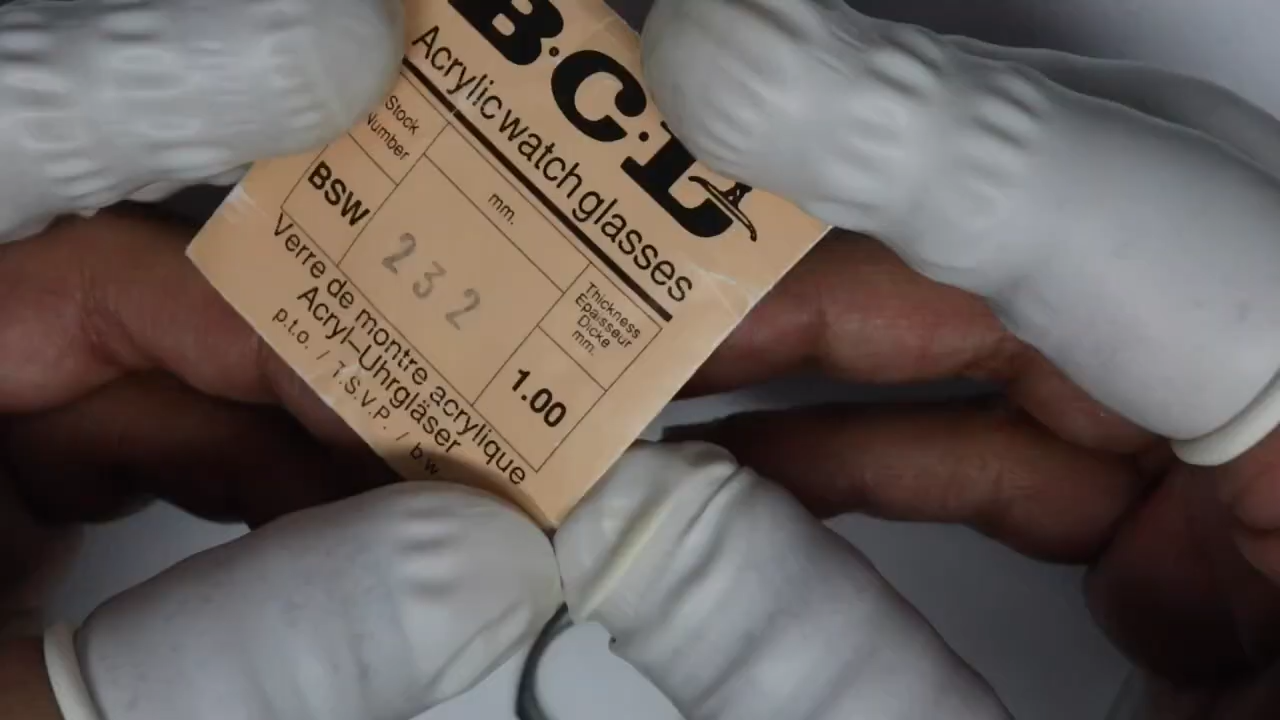 B·C·L
Acrylic watch glasses
Stock
Number
mm.
Thickness
Epaisseur
Dicke
mm.
BSW
232
1.00
Verre de montre acrylique
Acryl-Uhrgläser
p.t.o. / T.S.V.P. / b.w.